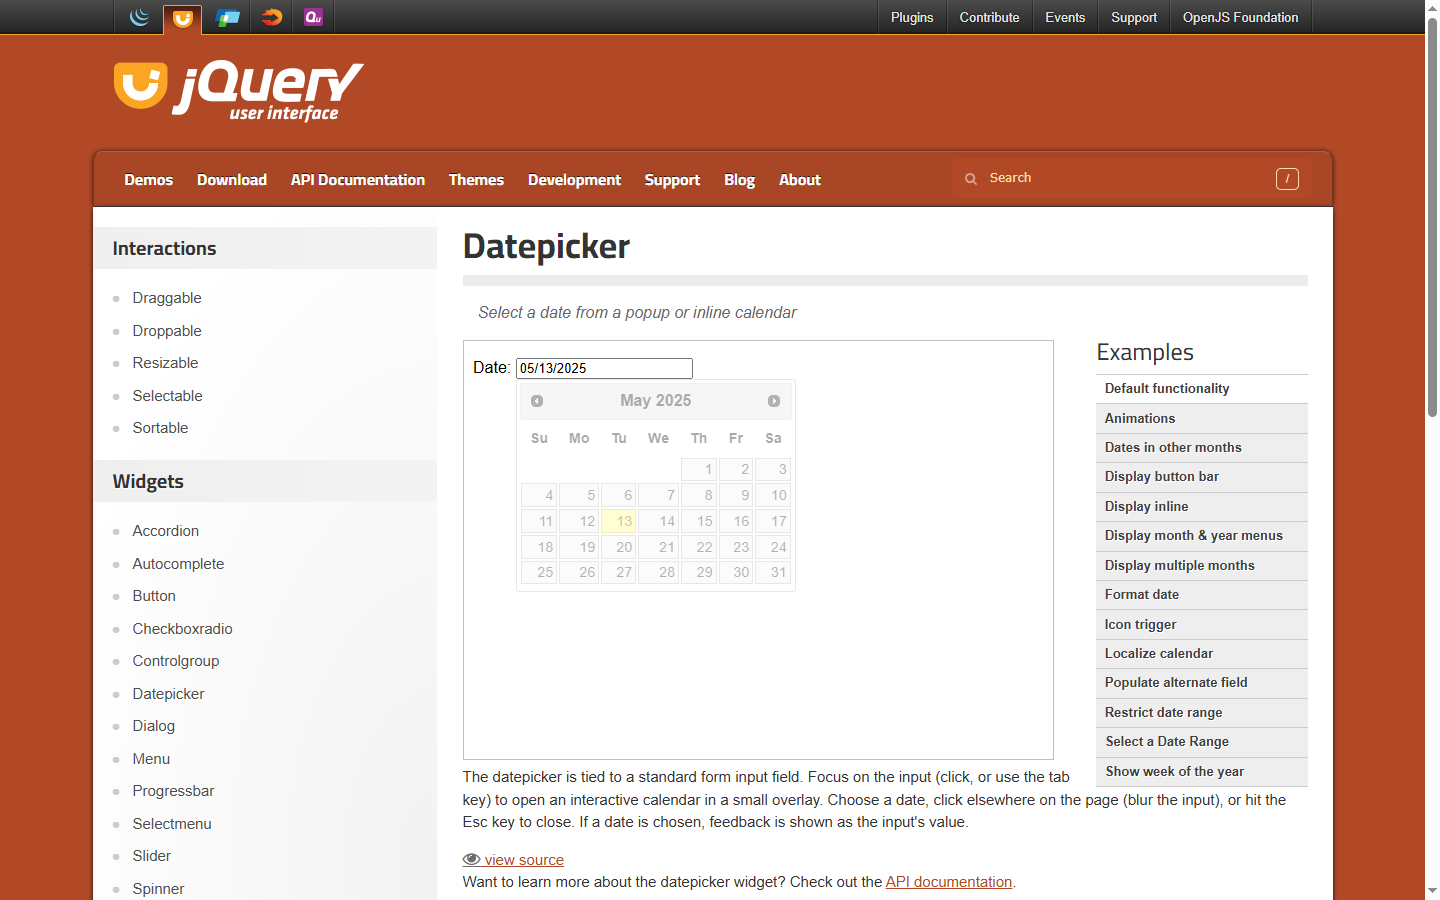 Plugins
Contribute
Events
Support
OpenJS Foundation
jQuery
user interface
Demos
Download
API Documentation
Themes
Development
Support
Blog
About
Search
/
Interactions
Draggable
Droppable
Resizable
Selectable
Sortable
Widgets
Accordion
Autocomplete
Button
Checkboxradio
Controlgroup
Datepicker
Dialog
Menu
Progressbar
Selectmenu
Slider
Spinner
Datepicker
Select a date from a popup or inline calendar
Date: 05/13/2025
May 2025
Su Mo Tu We Th Fr Sa
1 2 3
4 5 6 7 8 9 10
11 12 13 14 15 16 17
18 19 20 21 22 23 24
25 26 27 28 29 30 31
Examples
Default functionality
Animations
Dates in other months
Display button bar
Display inline
Display month & year menus
Display multiple months
Format date
Icon trigger
Localize calendar
Populate alternate field
Restrict date range
Select a Date Range
Show week of the year
The datepicker is tied to a standard form input field. Focus on the input (click, or use the tab
key) to open an interactive calendar in a small overlay. Choose a date, click elsewhere on the page (blur the input), or hit the
Esc key to close. If a date is chosen, feedback is shown as the input's value.
view source
Want to learn more about the datepicker widget? Check out the API documentation.